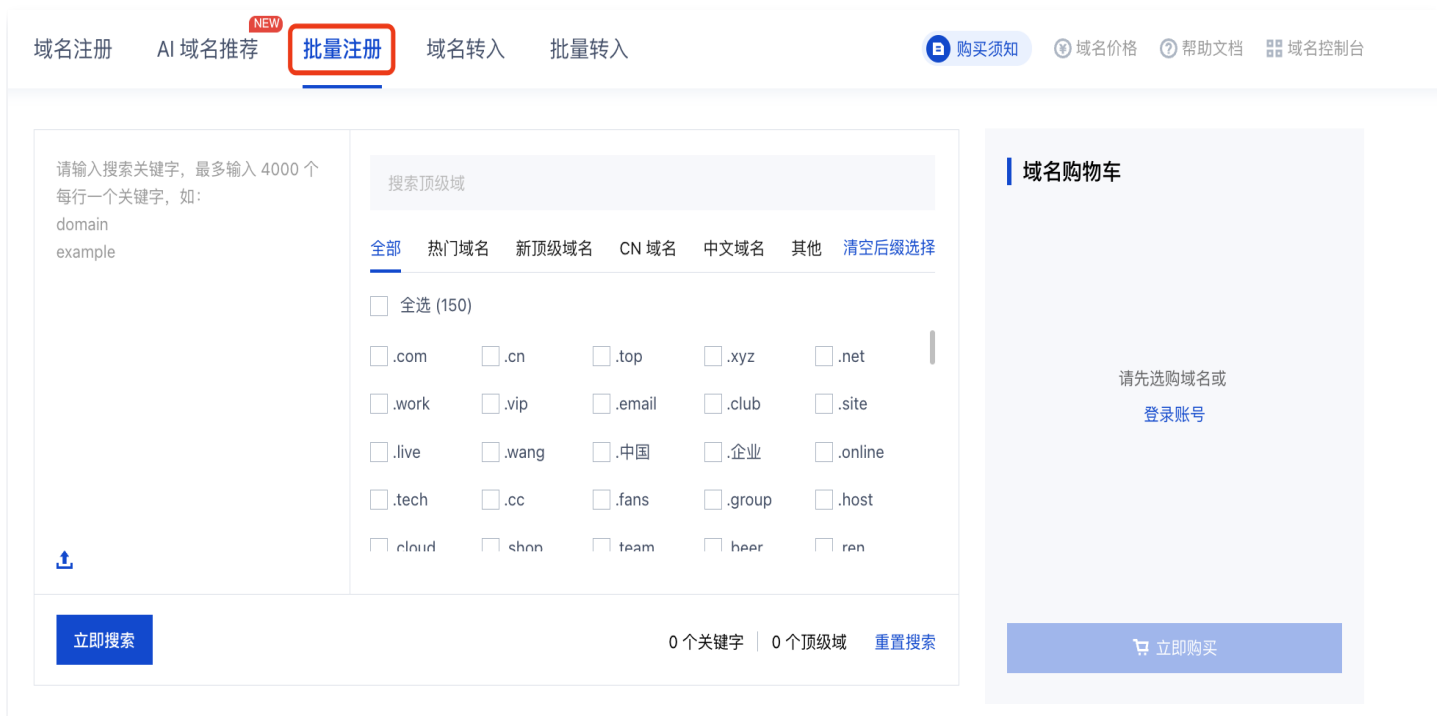 NEW
域名注册 AI 域名推荐 批量注册 域名转入 批量转入 购买须知 域名价格 帮助文档 域名控制台
请输入搜索关键字，最多输入 4000 个
每行一个关键字，如：
domain
example
搜索顶级域
全部 热门域名 新顶级域名 CN 域名 中文域名 其他 清空后缀选择
全选 (150)
.com .cn .top .xyz .net
.work .vip .email .club .site
.live .wang .中国 .企业 .online
.tech .cc .fans .group .host
.cloud .shop .team .beer .ren
立即搜索
0 个关键字 0 个顶级域 重置搜索
域名购物车
请先选购域名或
登录账号
立即购买